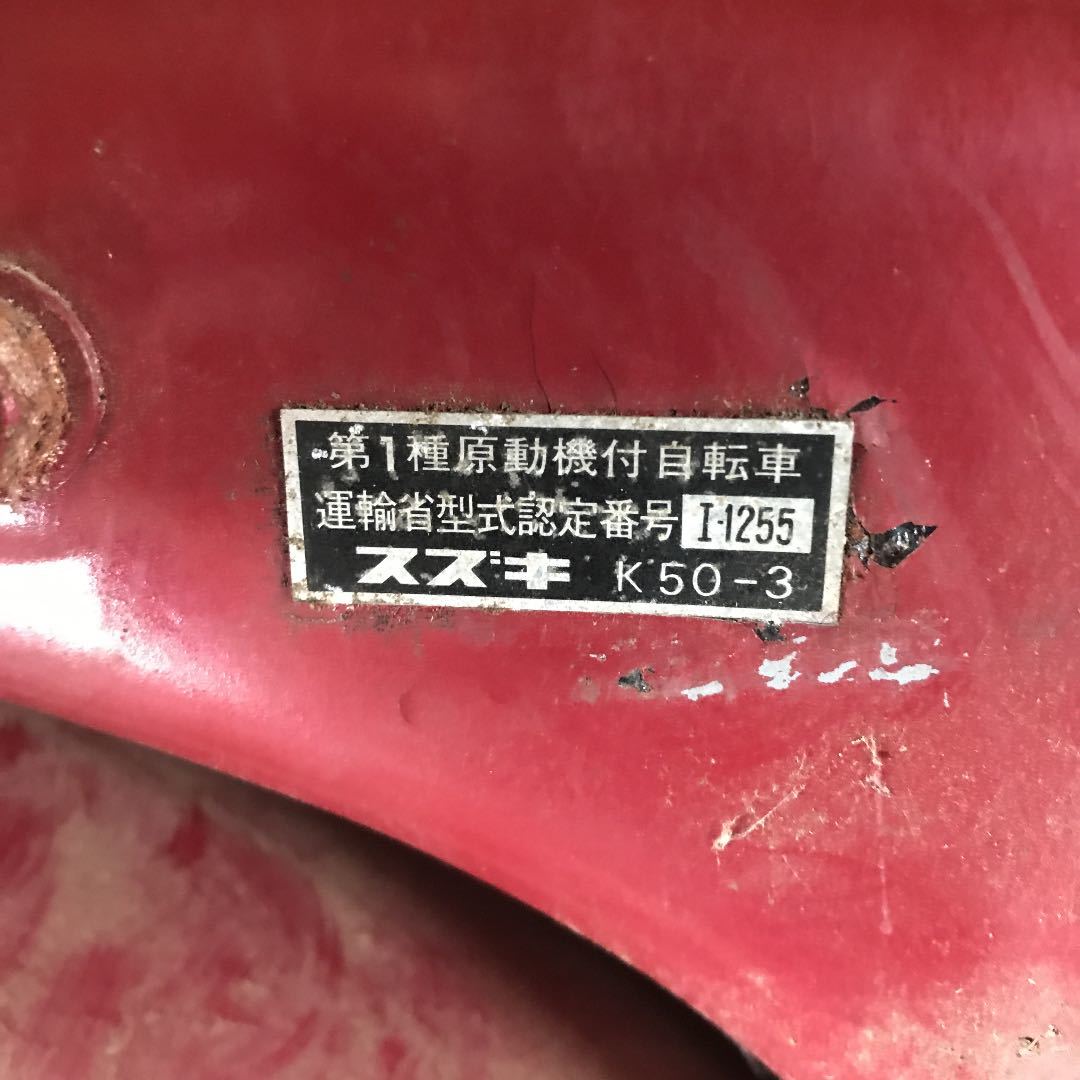 第1種原動機付自転車
運輸省型式認定番号 I-1255
スズキ K50-3